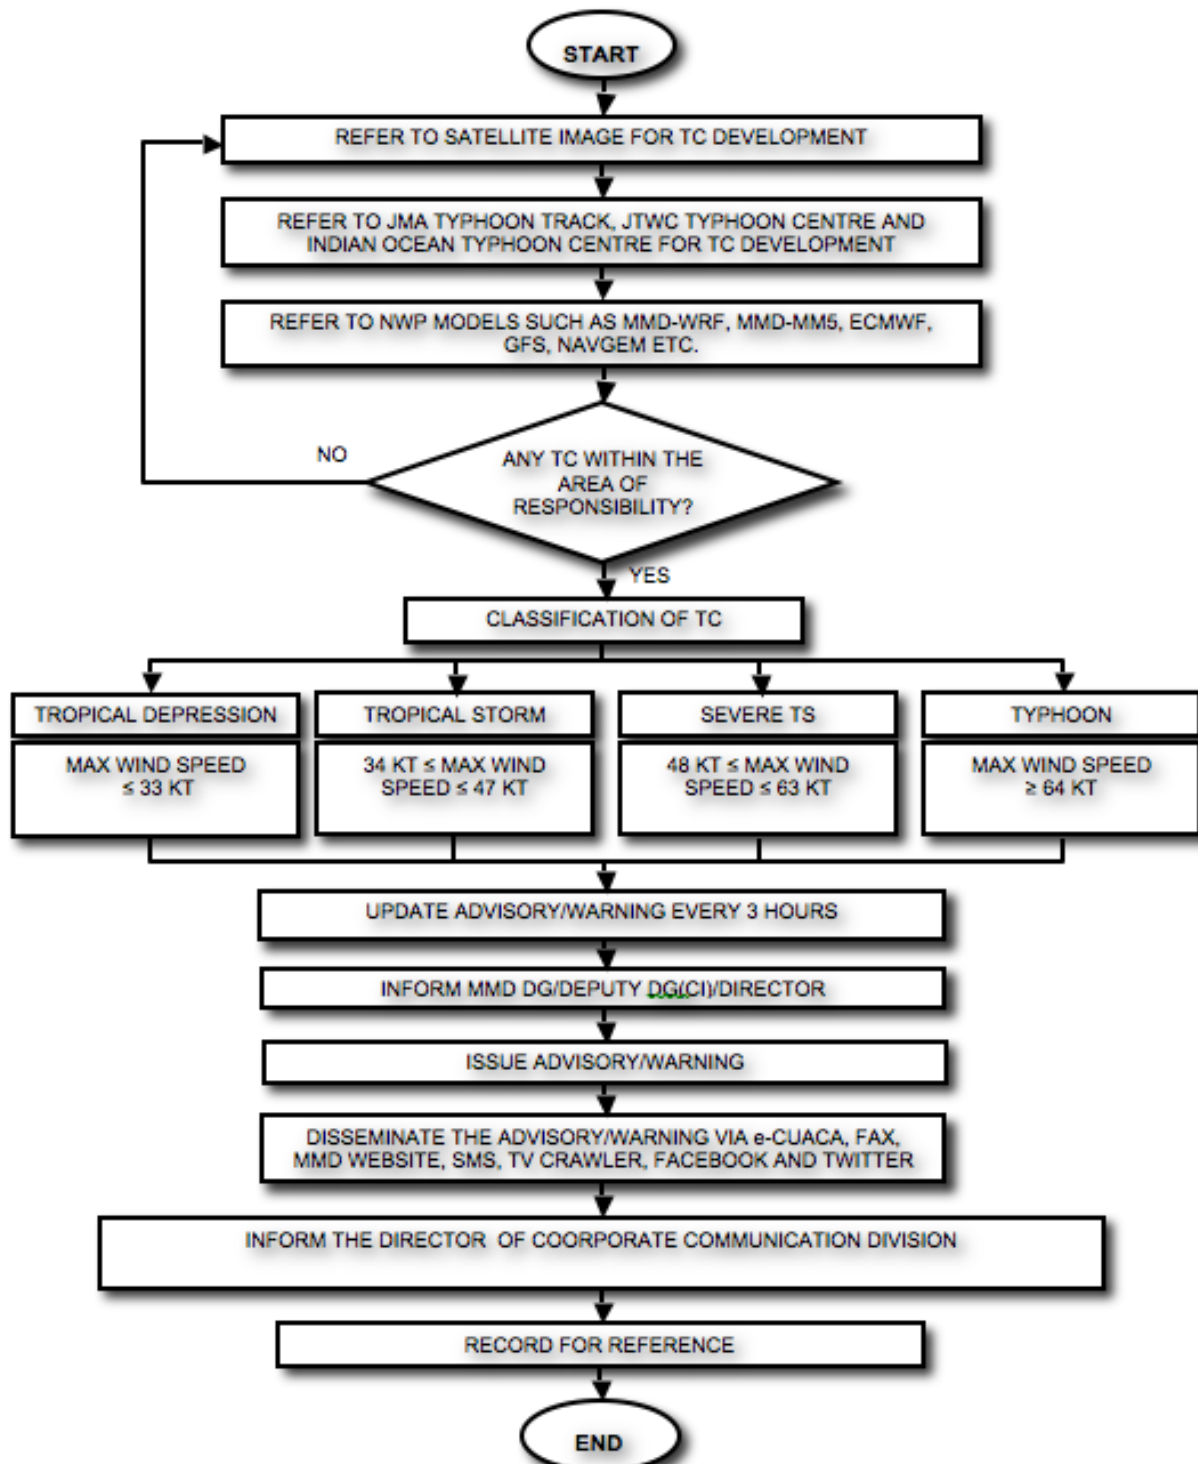 START
REFER TO SATELLITE IMAGE FOR TC DEVELOPMENT
REFER TO JMA TYPHOON TRACK, JTWC TYPHOON CENTRE AND
INDIAN OCEAN TYPHOON CENTRE FOR TC DEVELOPMENT
REFER TO NWP MODELS SUCH AS MMD-WRF, MMD-MM5, ECMWF,
GFS, NAVGEM ETC.
NO
ANY TC WITHIN THE
AREA OF
RESPONSIBILITY?
YES
CLASSIFICATION OF TC
TROPICAL DEPRESSION
MAX WIND SPEED
≤ 33 KT
TROPICAL STORM
34 KT ≤ MAX WIND
SPEED ≤ 47 KT
SEVERE TS
48 KT ≤ MAX WIND
SPEED ≤ 63 KT
TYPHOON
MAX WIND SPEED
≥ 64 KT
UPDATE ADVISORY/WARNING EVERY 3 HOURS
INFORM MMD DG/DEPUTY DG(CI)/DIRECTOR
ISSUE ADVISORY/WARNING
DISSEMINATE THE ADVISORY/WARNING VIA e-CUACA, FAX,
MMD WEBSITE, SMS, TV CRAWLER, FACEBOOK AND TWITTER
INFORM THE DIRECTOR OF COORPORATE COMMUNICATION DIVISION
RECORD FOR REFERENCE
END